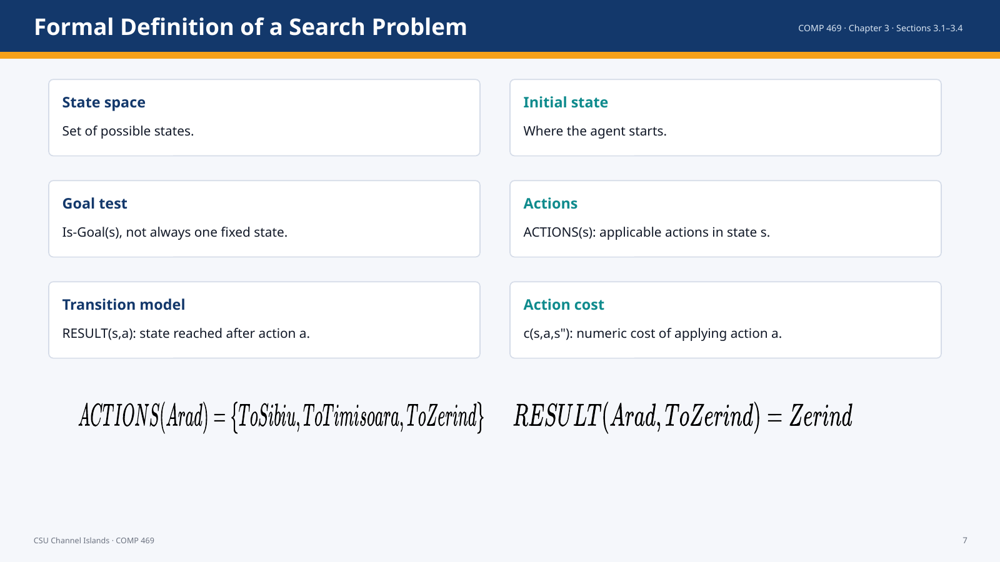 Formal Definition of a Search Problem
COMP 469 · Chapter 3 · Sections 3.1–3.4
State space
Set of possible states.
Initial state
Where the agent starts.
Goal test
Is-Goal(s), not always one fixed state.
Actions
ACTIONS(s): applicable actions in state s.
Transition model
RESULT(s,a): state reached after action a.
Action cost
c(s,a,s"): numeric cost of applying action a.
ACTIONS(Arad) = {ToSibiu, ToTimisoara, ToZerind}
RESULT(Arad, ToZerind) = Zerind
CSU Channel Islands · COMP 469
7